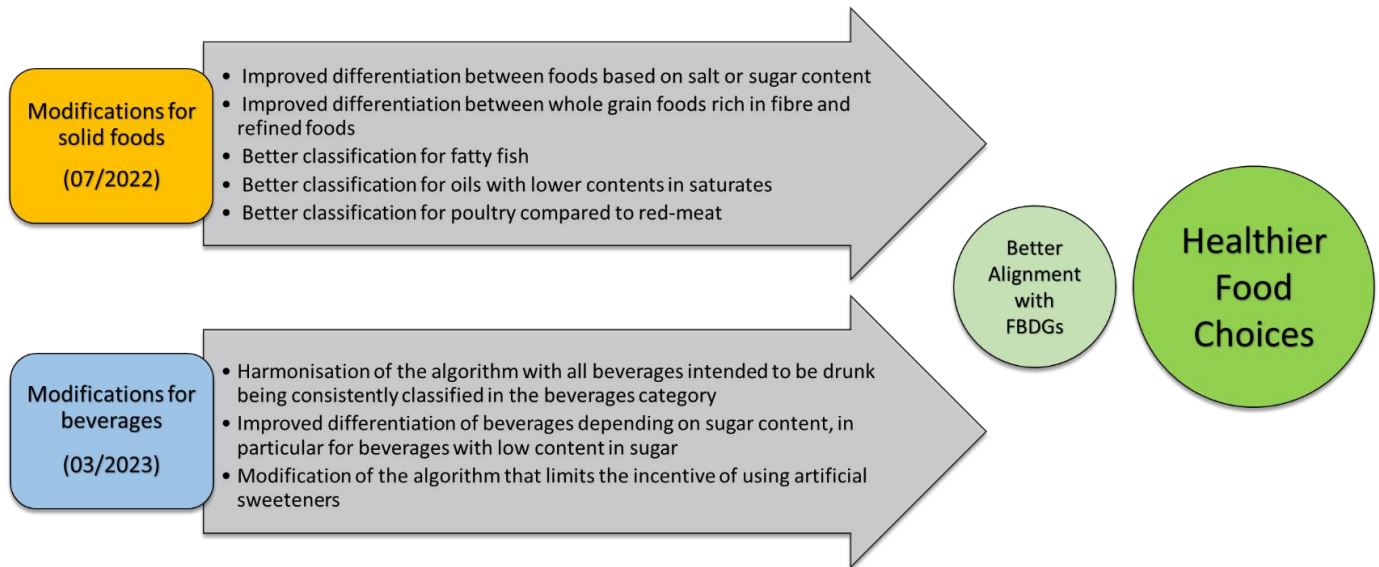 Modifications for
solid foods
(07/2022)
• Improved differentiation between foods based on salt or sugar content
• Improved differentiation between whole grain foods rich in fibre and
refined foods
• Better classification for fatty fish
• Better classification for oils with lower contents in saturates
• Better classification for poultry compared to red-meat
Modifications for
beverages
(03/2023)
• Harmonisation of the algorithm with all beverages intended to be drunk
being consistently classified in the beverages category
• Improved differentiation of beverages depending on sugar content, in
particular for beverages with low content in sugar
• Modification of the algorithm that limits the incentive of using artificial
sweeteners
Better
Alignment
with
FBDGs
Healthier
Food
Choices